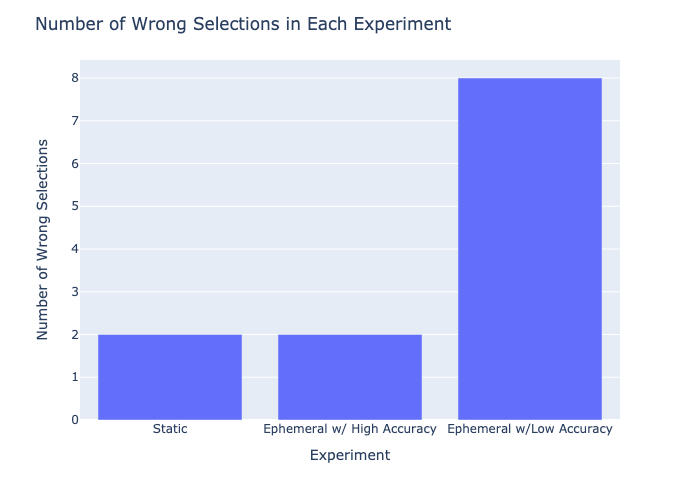 Number of Wrong Selections in Each Experiment
Number of Wrong Selections
8
7
6
5
4
3
2
1
0
Static
Ephemeral w/ High Accuracy
Ephemeral w/Low Accuracy
Experiment